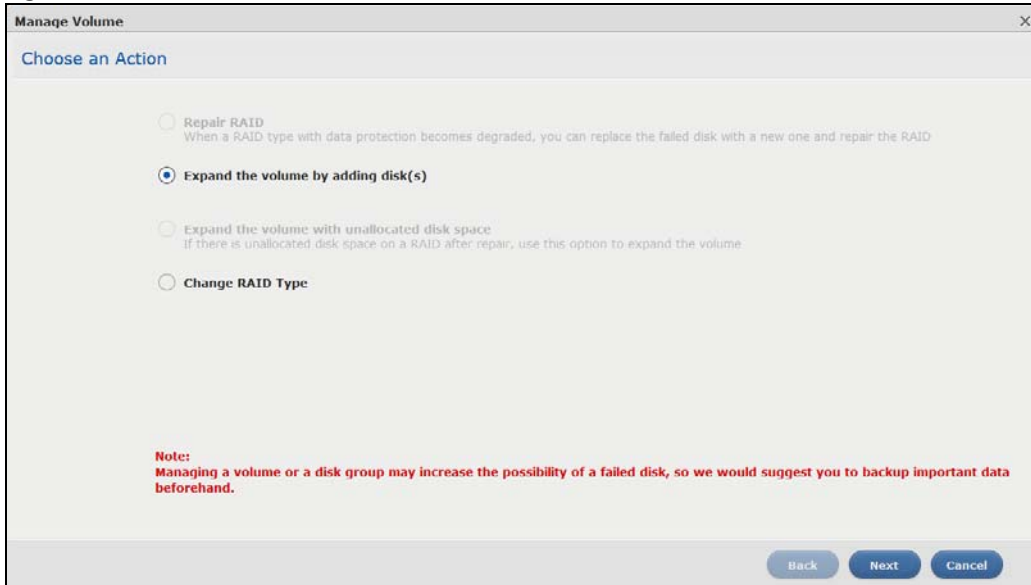 Manage Volume X
Choose an Action
Repair RAID
When a RAID type with data protection becomes degraded, you can replace the failed disk with a new one and repair the RAID
Expand the volume by adding disk(s)
Expand the volume with unallocated disk space
If there is unallocated disk space on a RAID after repair, use this option to expand the volume
Change RAID Type
Note:
Managing a volume or a disk group may increase the possibility of a failed disk, so we would suggest you to backup important data
beforehand.
Back Next Cancel